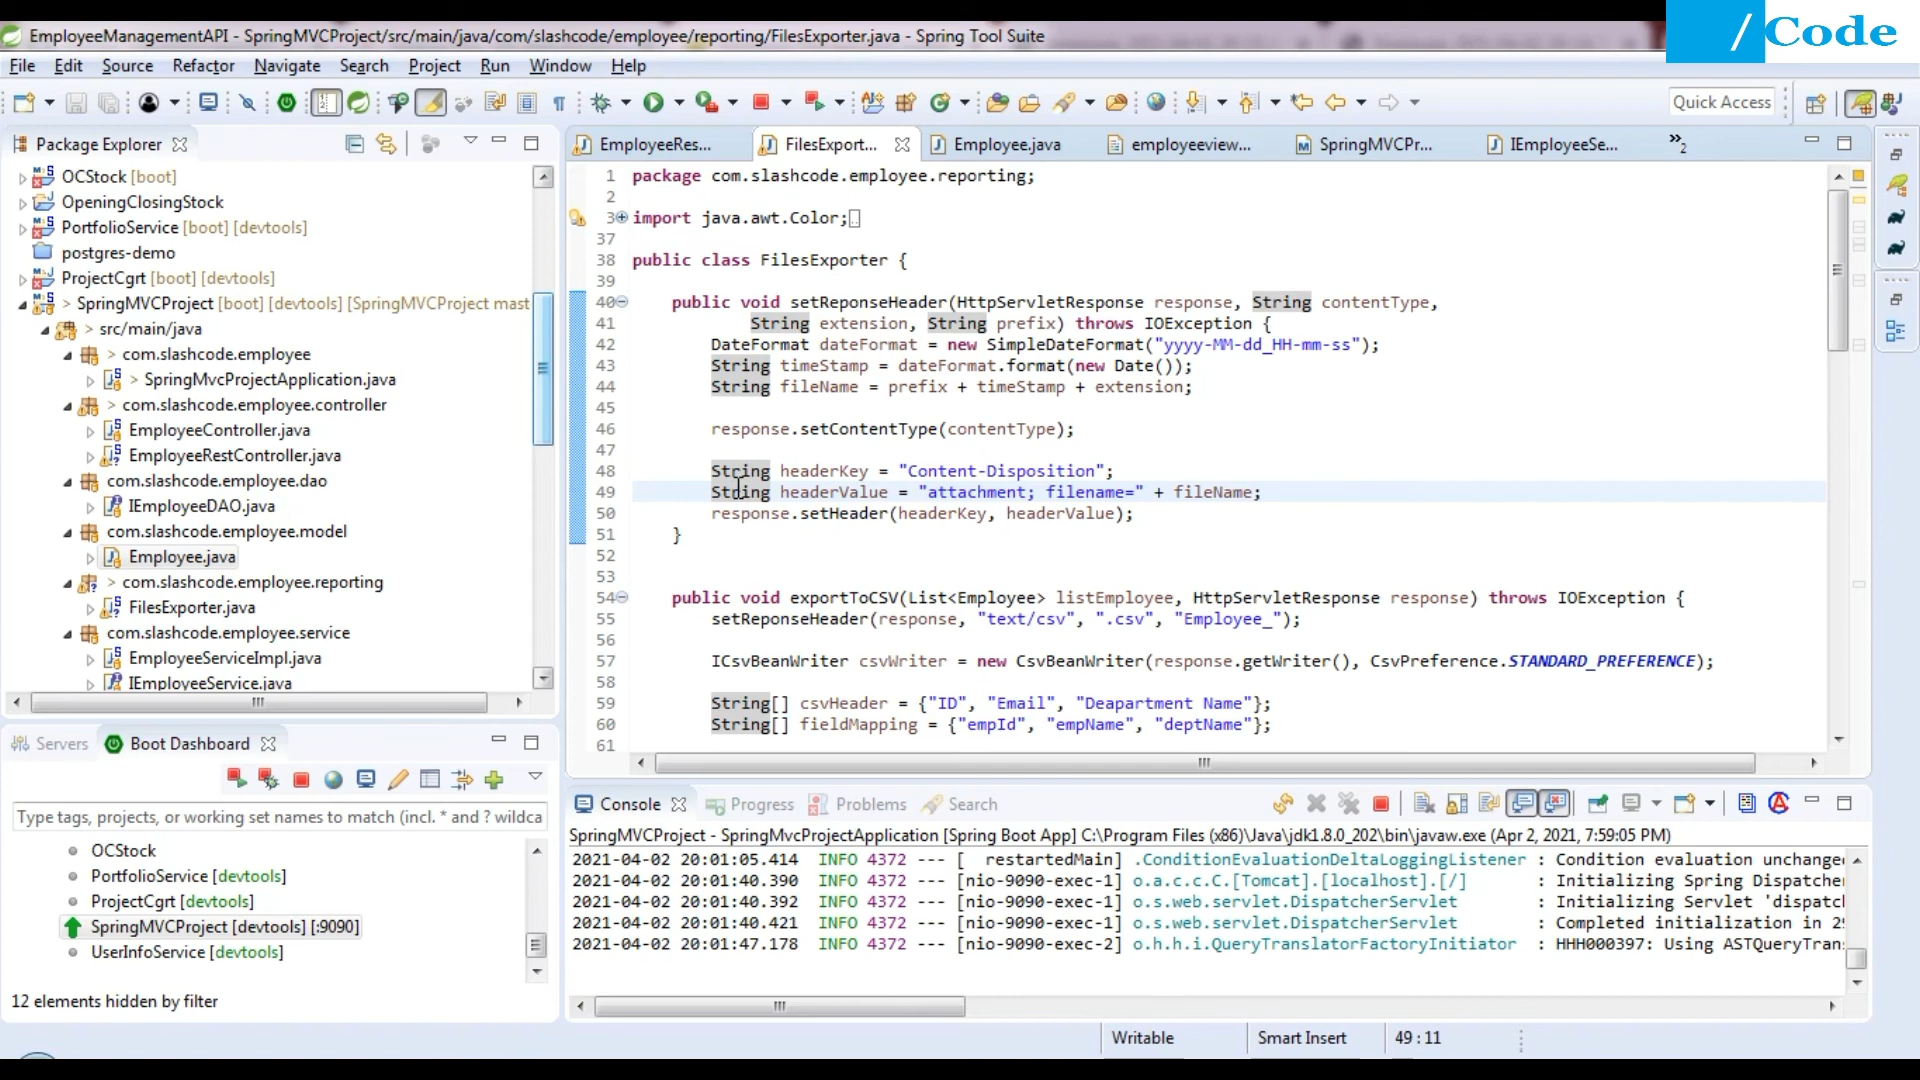 /Code
EmployeeManagementAPI - SpringMVCProject/src/main/java/com/slashcode/employee/reporting/FilesExporter.java - Spring Tool Suite
File Edit Source Refactor Navigate Search Project Run Window Help
Quick Access
Package Explorer
OCStock [boot]
OpeningClosingStock
PortfolioService [boot] [devtools]
postgres-demo
ProjectCgrt [boot] [devtools]
> SpringMVCProject [boot] [devtools] [SpringMVCProject mast
> src/main/java
> com.slashcode.employee
> SpringMvcProjectApplication.java
> com.slashcode.employee.controller
EmployeeController.java
EmployeeRestController.java
com.slashcode.employee.dao
IEmployeeDAO.java
com.slashcode.employee.model
Employee.java
> com.slashcode.employee.reporting
FilesExporter.java
com.slashcode.employee.service
EmployeeServiceImpl.java
IEmployeeService.java
Servers Boot Dashboard
Type tags, projects, or working set names to match (incl. * and ? wildca
OCStock
PortfolioService [devtools]
ProjectCgrt [devtools]
SpringMVCProject [devtools] [:9090]
UserInfoService [devtools]
12 elements hidden by filter
EmployeeRes... FilesExport... Employee.java employeeview... SpringMVCPr... IEmployeeSe... »2
1 package com.slashcode.employee.reporting;
2
3 import java.awt.Color;
37
38 public class FilesExporter {
39
40 public void setReponseHeader(HttpServletResponse response, String contentType,
41 String extension, String prefix) throws IOException {
42 DateFormat dateFormat = new SimpleDateFormat("yyyy-MM-dd_HH-mm-ss");
43 String timeStamp = dateFormat.format(new Date());
44 String fileName = prefix + timeStamp + extension;
45
46 response.setContentType(contentType);
47
48 String headerKey = "Content-Disposition";
49 String headerValue = "attachment; filename=" + fileName;
50 response.setHeader(headerKey, headerValue);
51 }
52
53
54 public void exportToCSV(List<Employee> listEmployee, HttpServletResponse response) throws IOException {
55 setReponseHeader(response, "text/csv", ".csv", "Employee_");
56
57 ICsvBeanWriter csvWriter = new CsvBeanWriter(response.getWriter(), CsvPreference.STANDARD_PREFERENCE);
58
59 String[] csvHeader = {"ID", "Email", "Deapartment Name"};
60 String[] fieldMapping = {"empId", "empName", "deptName"};
61
Console Progress Problems Search
SpringMVCProject - SpringMvcProjectApplication [Spring Boot App] C:\Program Files (x86)\Java\jdk1.8.0_202\bin\javaw.exe (Apr 2, 2021, 7:59:05 PM)
2021-04-02 20:01:05.414 INFO 4372 --- [ restartedMain] .ConditionEvaluationDeltaLoggingListener : Condition evaluation unchanged
2021-04-02 20:01:40.390 INFO 4372 --- [nio-9090-exec-1] o.a.c.c.C.[Tomcat].[localhost].[/] : Initializing Spring Dispatche
2021-04-02 20:01:40.392 INFO 4372 --- [nio-9090-exec-1] o.s.web.servlet.DispatcherServlet : Initializing Servlet 'dispatc
2021-04-02 20:01:40.421 INFO 4372 --- [nio-9090-exec-1] o.s.web.servlet.DispatcherServlet : Completed initialization in 2
2021-04-02 20:01:47.178 INFO 4372 --- [nio-9090-exec-2] o.h.h.i.QueryTranslatorFactoryInitiator : HHH000397: Using ASTQueryTran
Writable Smart Insert 49 : 11